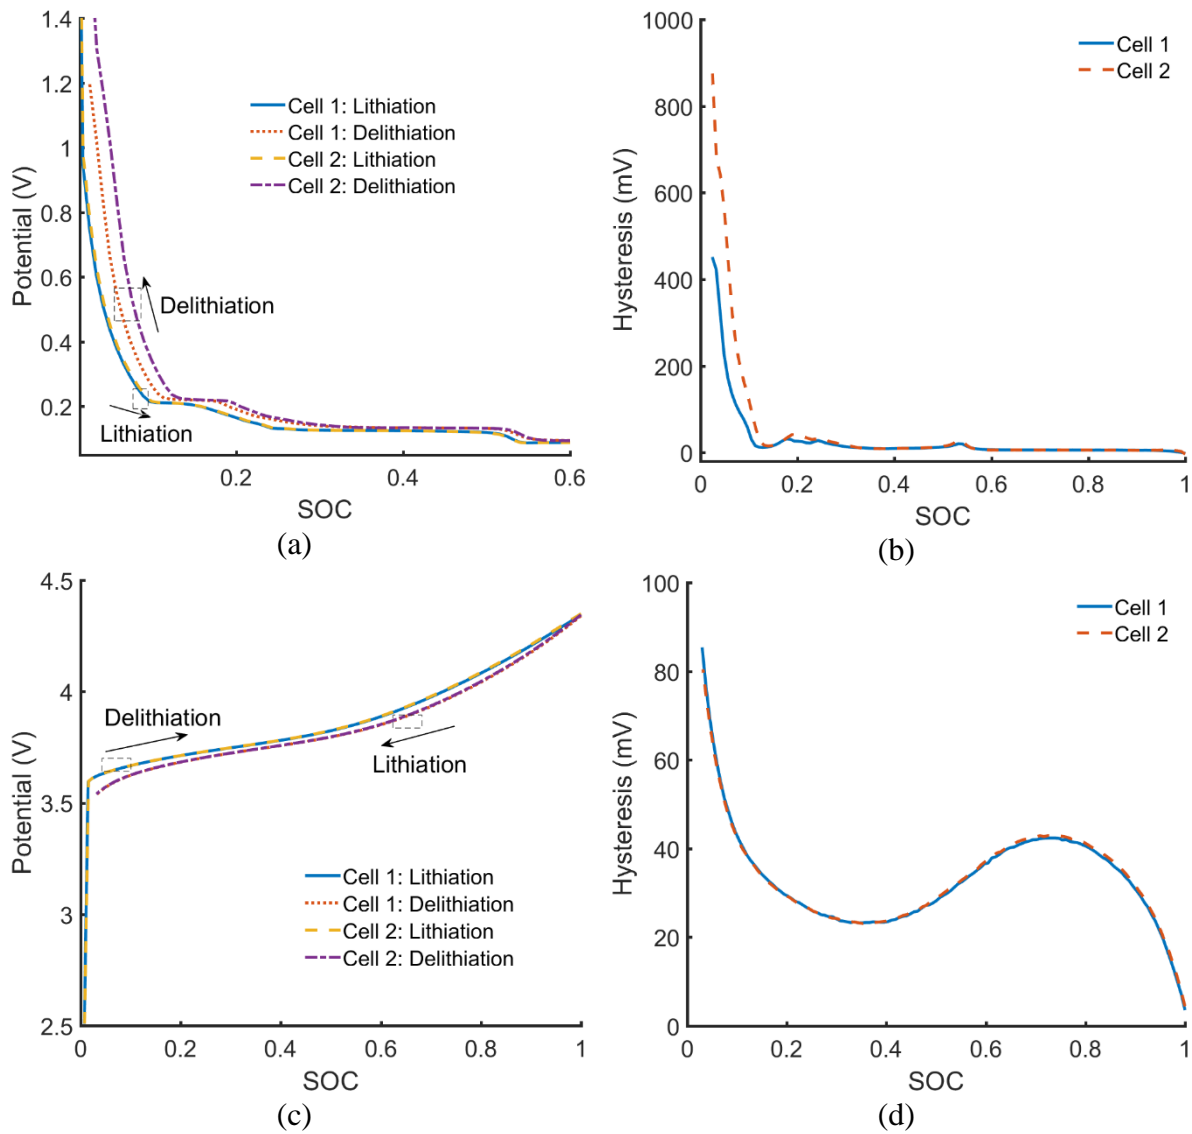 1.4
1.2
1
0.8
0.6
0.4
0.2
Potential (V)
Cell 1: Lithiation
Cell 1: Delithiation
Cell 2: Lithiation
Cell 2: Delithiation
Delithiation
Lithiation
0.2
0.4
0.6
SOC
(a)
1000
800
600
400
200
0
Hysteresis (mV)
Cell 1
Cell 2
0
0.2
0.4
0.6
0.8
1
SOC
(b)
4.5
4
3.5
3
2.5
Potential (V)
Delithiation
Lithiation
Cell 1: Lithiation
Cell 1: Delithiation
Cell 2: Lithiation
Cell 2: Delithiation
0
0.2
0.4
0.6
0.8
1
SOC
(c)
100
80
60
40
20
0
Hysteresis (mV)
Cell 1
Cell 2
0
0.2
0.4
0.6
0.8
1
SOC
(d)